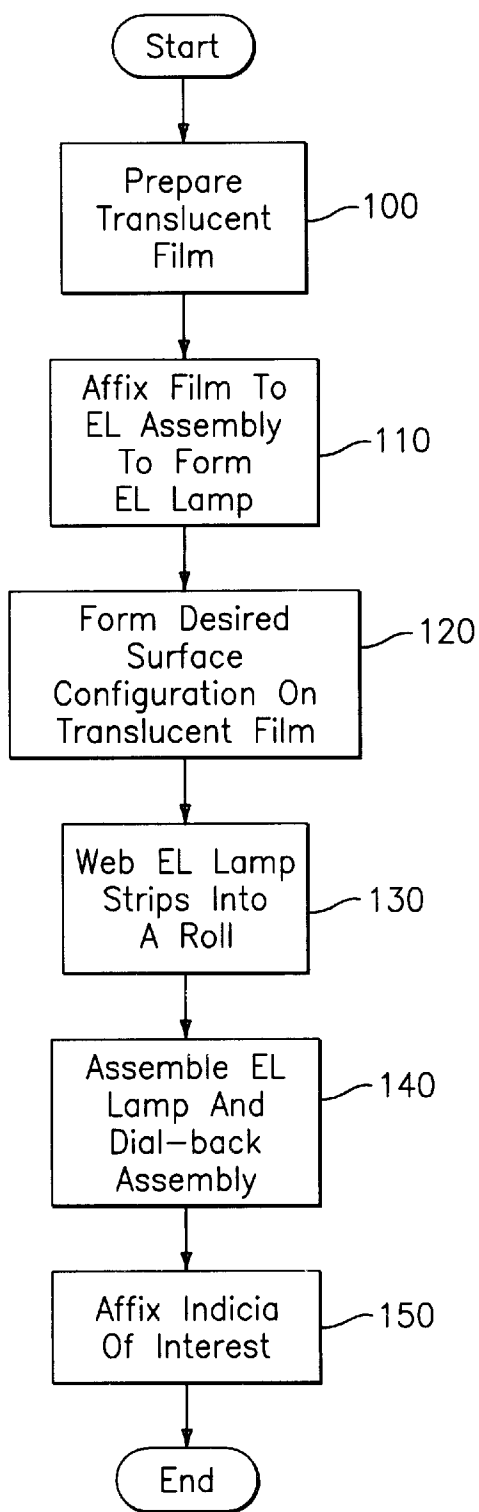 Start
Prepare
Translucent
Film
100
Affix Film To
EL Assembly
To Form
EL Lamp
110
Form Desired
Surface
Configuration On
Translucent Film
120
Web EL Lamp
Strips Into
A Roll
130
Assemble EL
Lamp And
Dial-back
Assembly
140
Affix Indicia
Of Interest
150
End